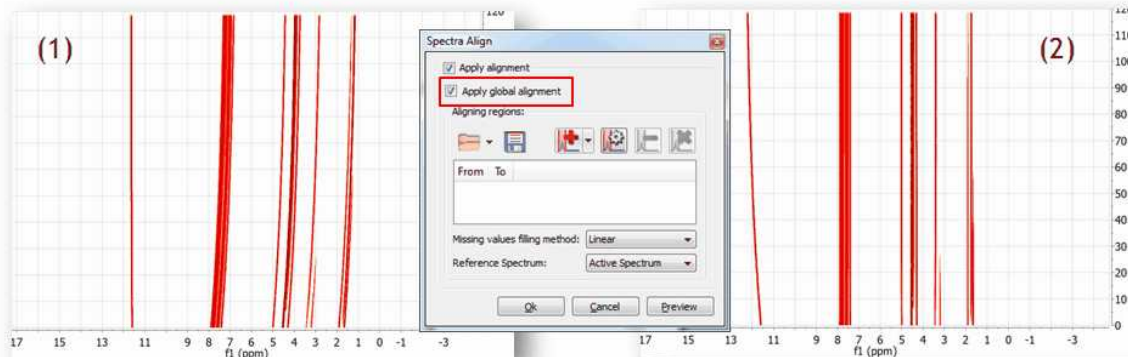 (1)
120
17 15 13 11 9 8 7 6 5 4 3 2 1 0 -1 -3
f1 (ppm)
Spectra Align
Apply alignment
Apply global alignment
Aligning regions:
From To
Missing values filling method: Linear
Reference Spectrum: Active Spectrum
Ok Cancel Preview
(2)
120
110
100
90
80
70
60
50
40
30
20
10
0
17 15 13 11 9 8 7 6 5 4 3 2 1 0 -1 -3
f1 (ppm)